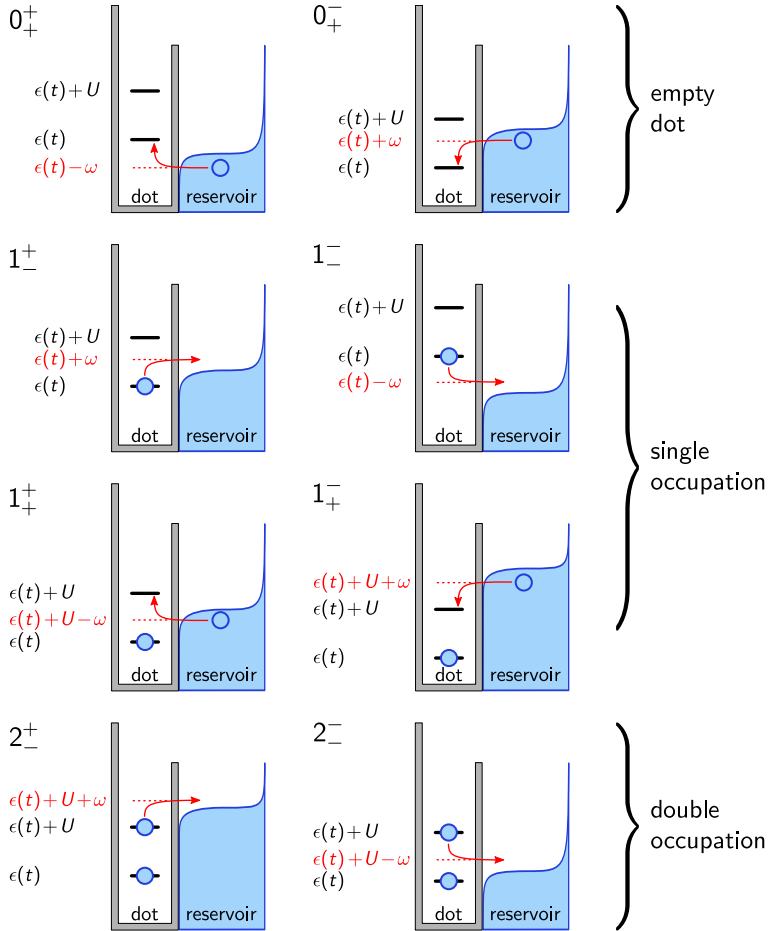 0₊⁺
ϵ(t)+U
ϵ(t)
ϵ(t)−ω
dot reservoir
0₊⁻
ϵ(t)+U
ϵ(t)+ω
ϵ(t)
dot reservoir
empty
dot
1₋⁺
ϵ(t)+U
ϵ(t)+ω
ϵ(t)
dot reservoir
1₋⁻
ϵ(t)+U
ϵ(t)
ϵ(t)−ω
dot reservoir
1₊⁺
ϵ(t)+U
ϵ(t)+U−ω
ϵ(t)
dot reservoir
1₊⁻
ϵ(t)+U+ω
ϵ(t)+U
ϵ(t)
dot reservoir
single
occupation
2₋⁺
ϵ(t)+U+ω
ϵ(t)+U
ϵ(t)
dot reservoir
2₋⁻
ϵ(t)+U
ϵ(t)+U−ω
ϵ(t)
dot reservoir
double
occupation